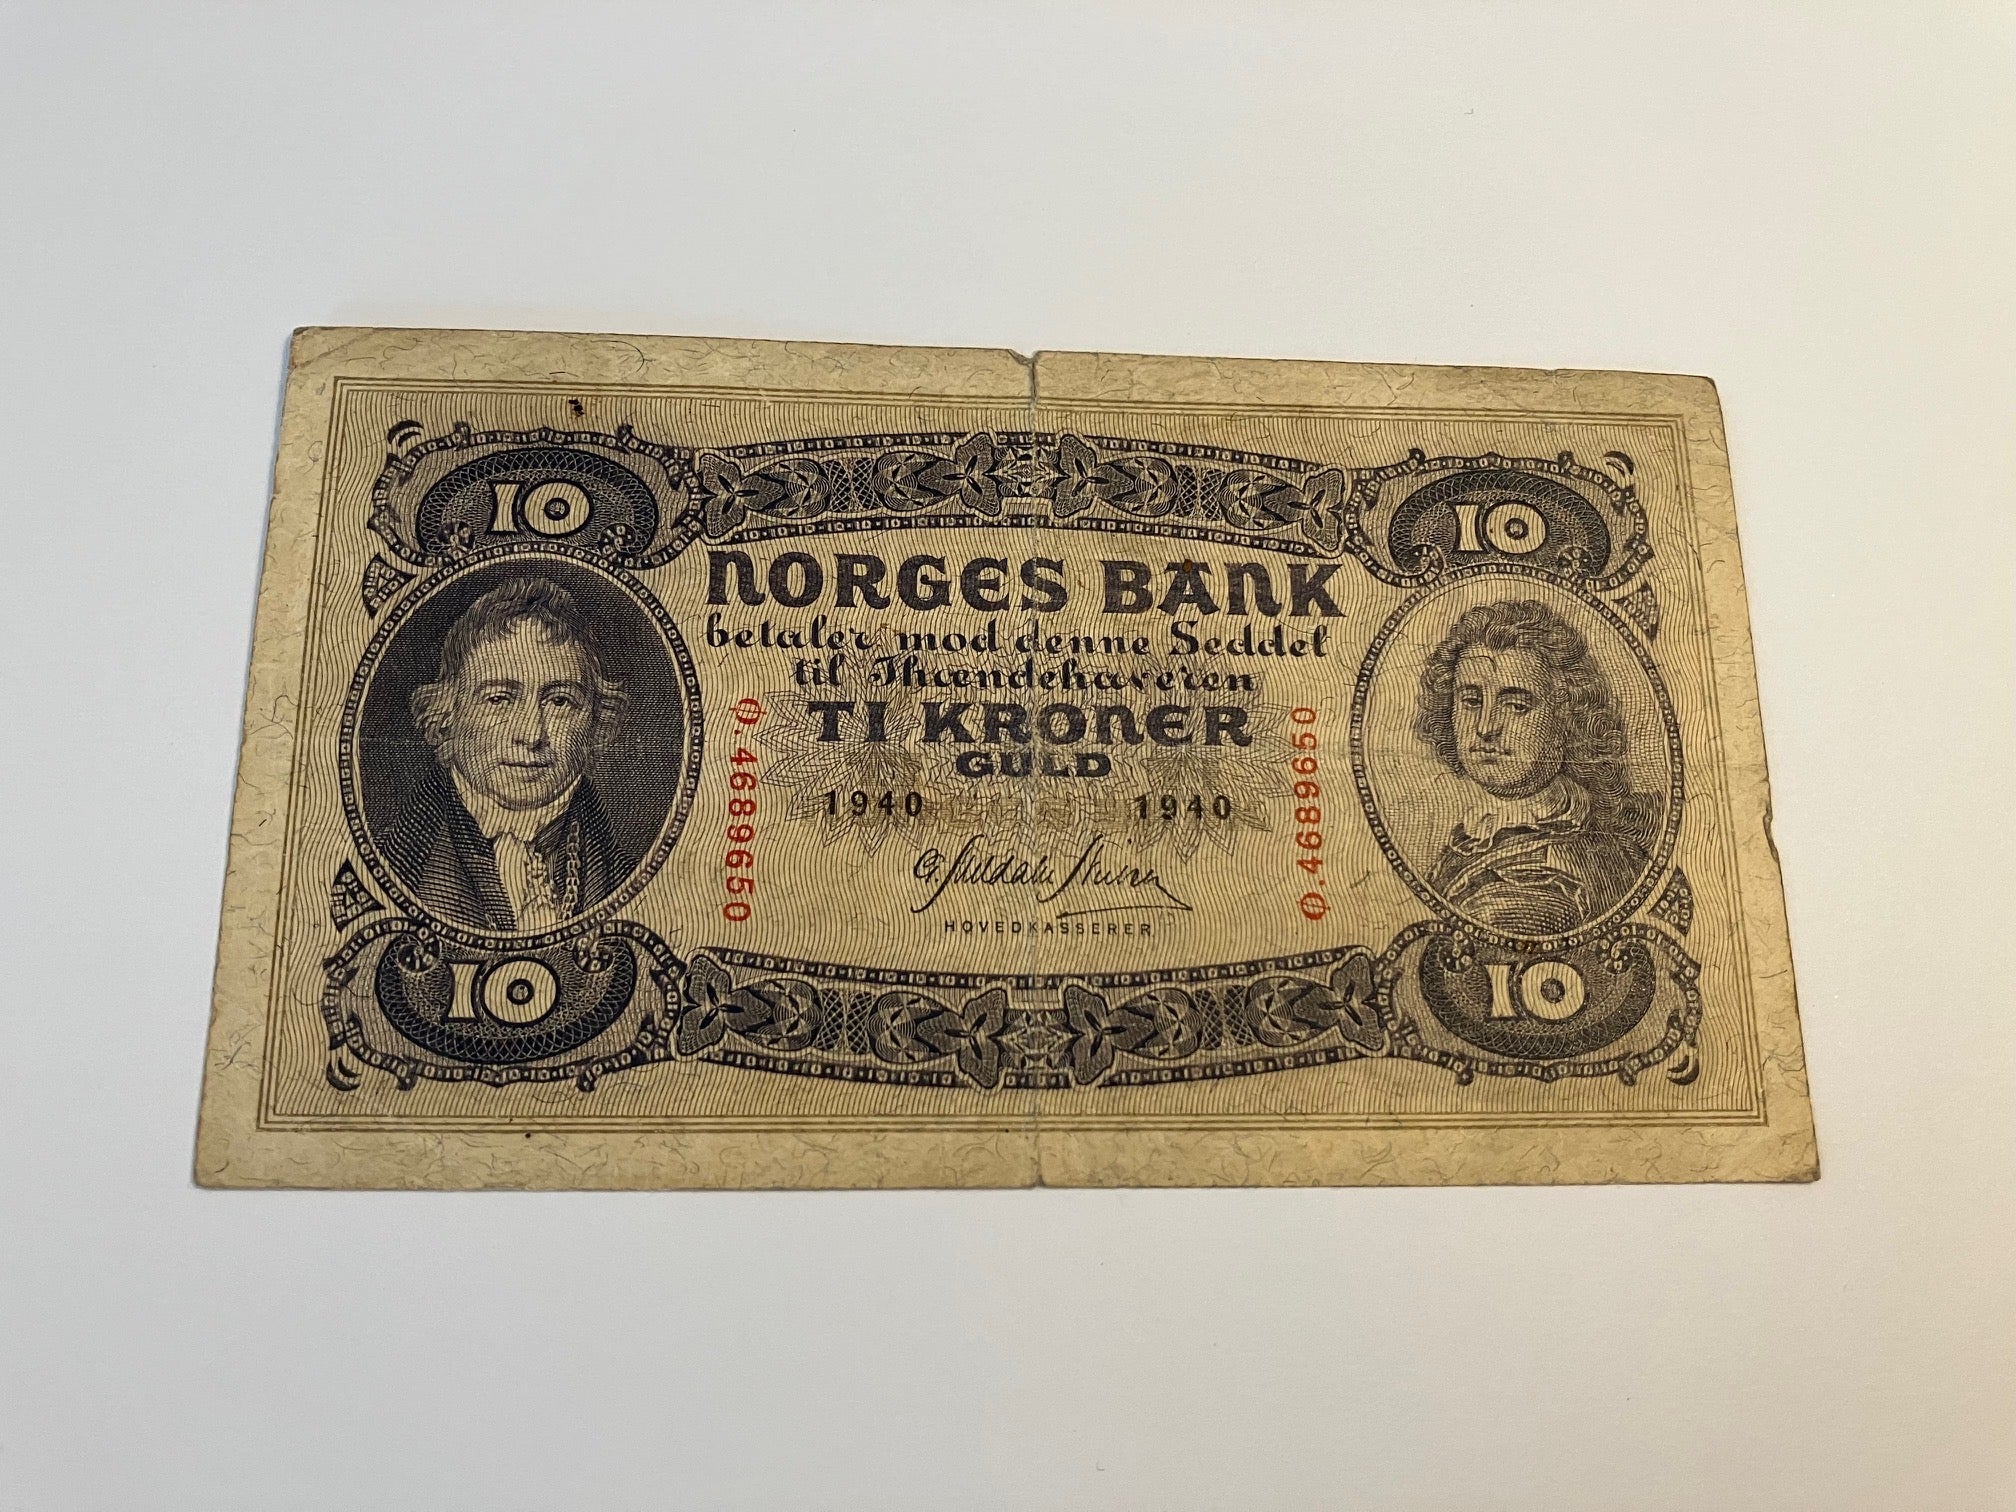 10 10
NORGES BANK
betaler mod denne Seddel
til Ihændehaveren
TI KRONER
GULD
Ø.4689650
Ø.4689650
1940 1940
HOVEDKASSERER
10 10